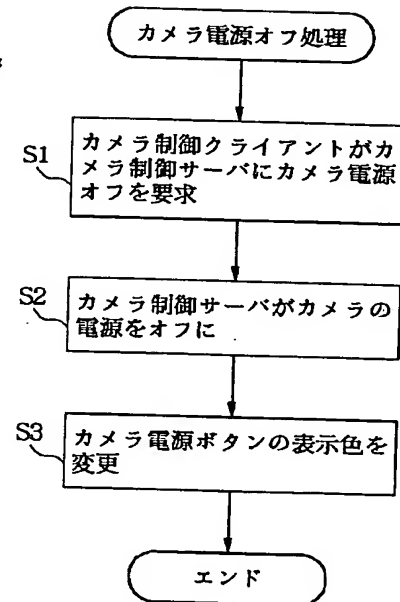 カメラ電源オフ処理
S1
カメラ制御クライアントがカ
メラ制御サーバにカメラ電源
オフを要求
S2
カメラ制御サーバがカメラの
電源をオフに
S3
カメラ電源ボタンの表示色を
変更
エンド